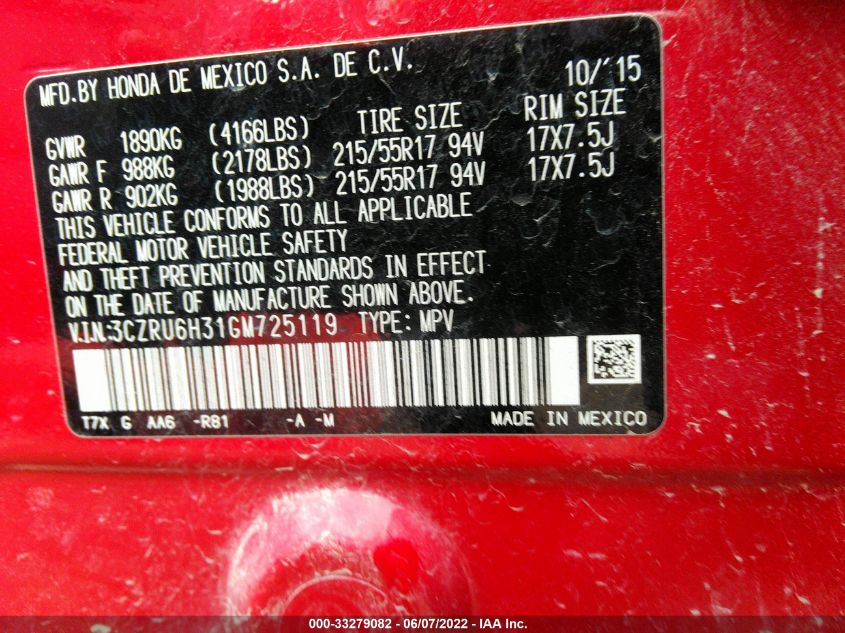 MFD.BY HONDA DE MEXICO S.A. DE C.V. 10/'15
TIRE SIZE RIM SIZE
GVWR 1890KG (4166LBS)
GAWR F 988KG (2178LBS) 215/55R17 94V 17X7.5J
GAWR R 902KG (1988LBS) 215/55R17 94V 17X7.5J
THIS VEHICLE CONFORMS TO ALL APPLICABLE
FEDERAL MOTOR VEHICLE SAFETY
AND THEFT PREVENTION STANDARDS IN EFFECT
ON THE DATE OF MANUFACTURE SHOWN ABOVE.
V.I.N:3CZRU6H31GM725119 TYPE: MPV
T7X G AA6 -R81 -A -M MADE IN MEXICO
000-33279082 - 06/07/2022 - IAA Inc.